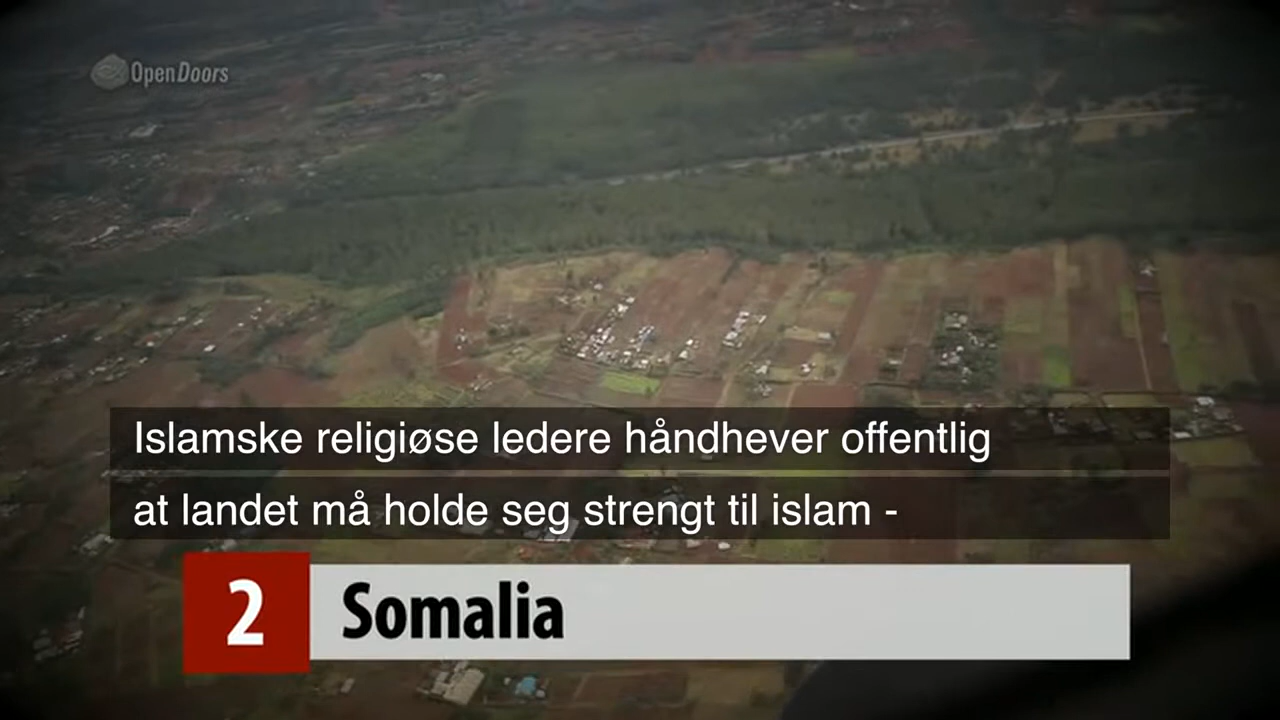 OpenDoors
Islamske religiøse ledere håndhever offentlig
at landet må holde seg strengt til islam -
2 Somalia